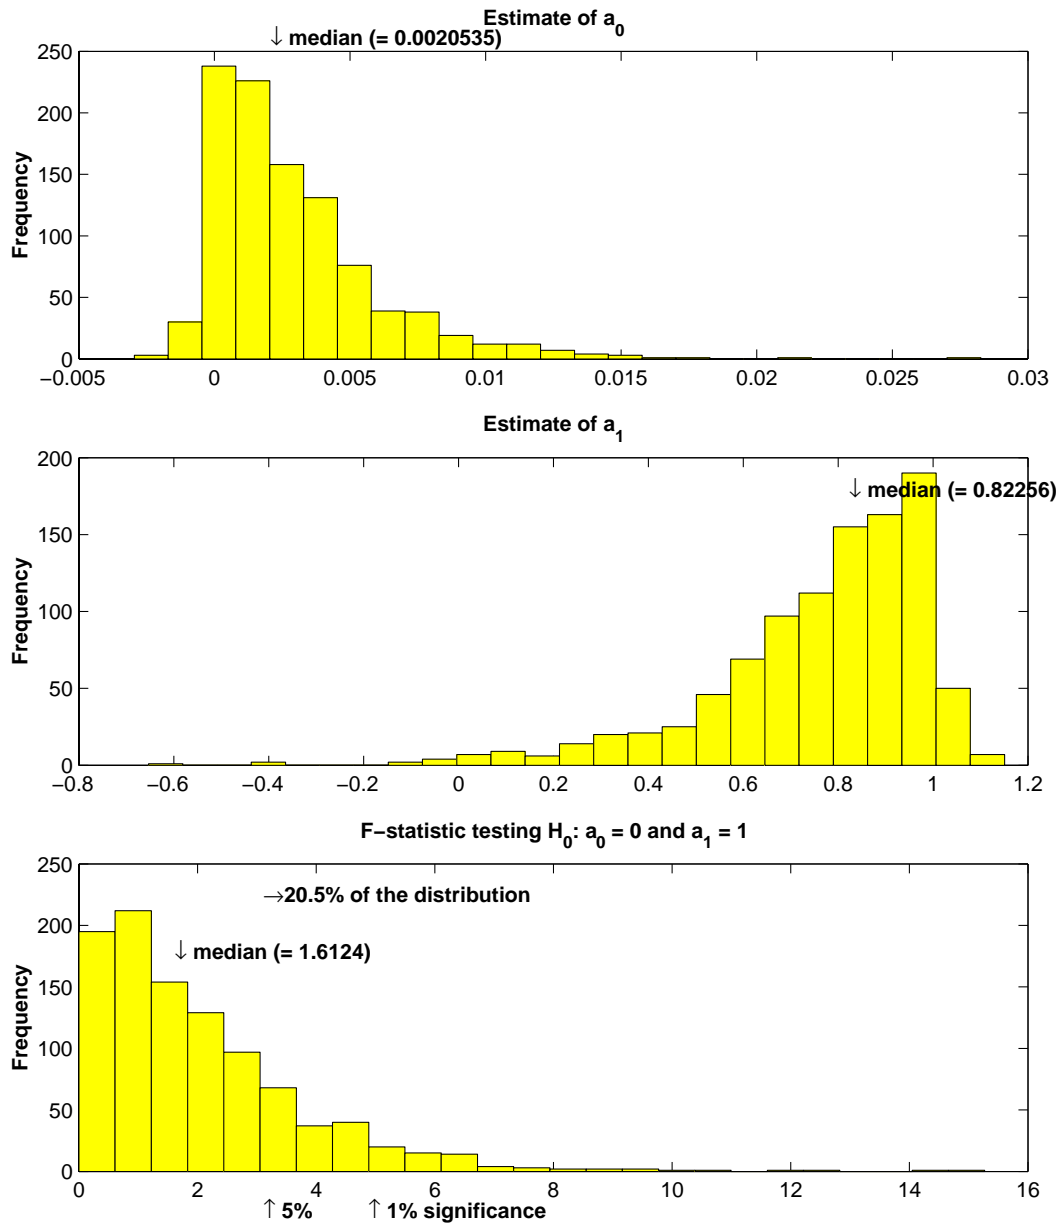 Estimate of a0
↓ median (= 0.0020535)
250
200
150
100
50
0
Frequency
−0.005 0 0.005 0.01 0.015 0.02 0.025 0.03
Estimate of a1
200
150
100
50
0
Frequency
↓ median (= 0.82256)
−0.8 −0.6 −0.4 −0.2 0 0.2 0.4 0.6 0.8 1 1.2
F−statistic testing H0: a0 = 0 and a1 = 1
250
200
150
100
50
0
Frequency
→20.5% of the distribution
↓ median (= 1.6124)
0 2 4 6 8 10 12 14 16
↑ 5% ↑ 1% significance